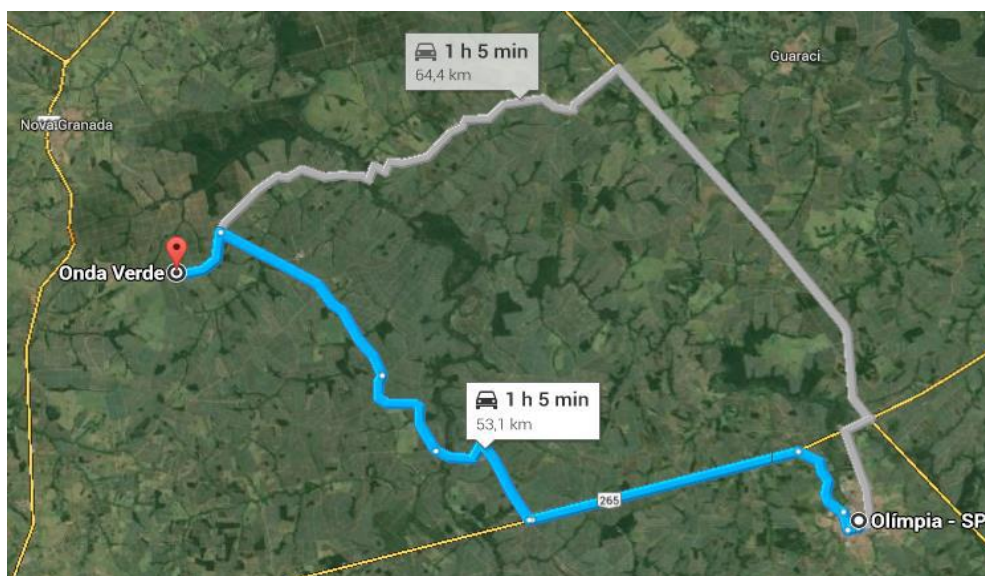 1 h 5 min
64,4 km
Guaraci
Nova Granada
Onda Verde
1 h 5 min
53,1 km
265
Olímpia - SP